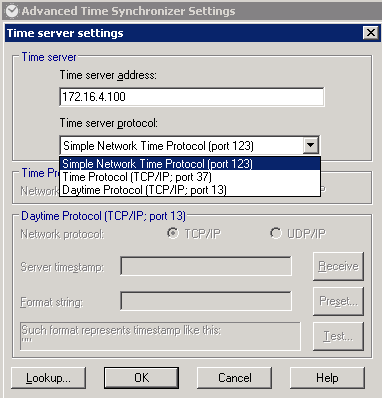 Advanced Time Synchronizer Settings
Time server settings
Time server
Time server address:
172.16.4.100
Time server protocol:
Simple Network Time Protocol (port 123)
Simple Network Time Protocol (port 123)
Time Protocol (TCP/IP; port 37)
Daytime Protocol (TCP/IP; port 13)
Time Pr
Network
/IP
Daytime Protocol (TCP/IP; port 13)
Network protocol: TCP/IP UDP/IP
Server timestamp: Receive
Format string: Preset...
Such format represents timestamp like this:
"" Test...
Lookup... OK Cancel Help